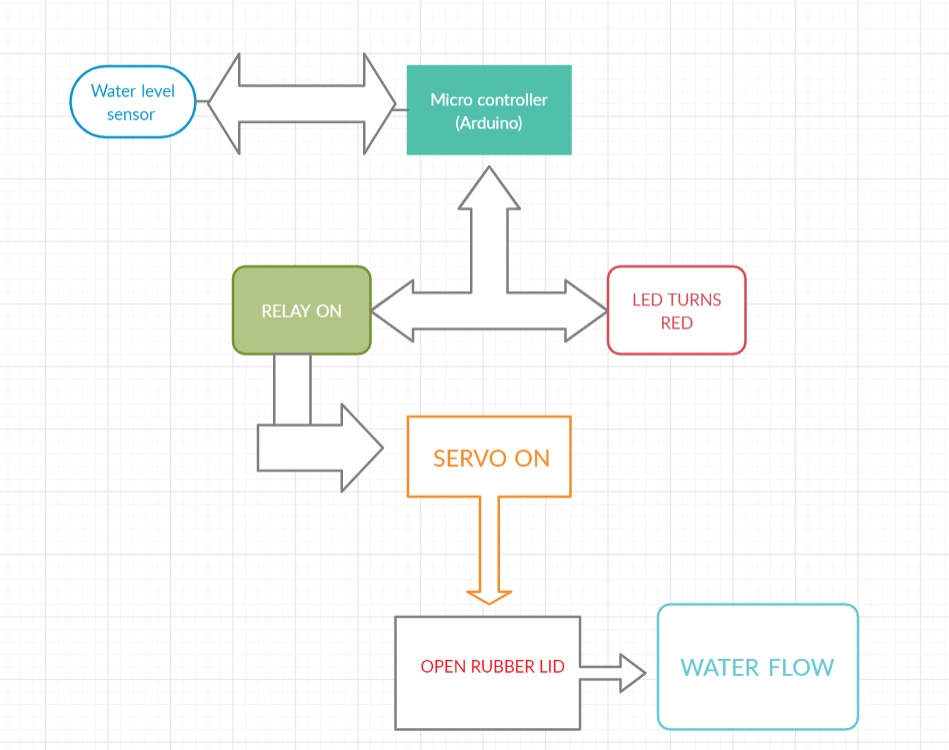 Water level
sensor
Micro controller
(Arduino)
RELAY ON
LED TURNS
RED
SERVO ON
OPEN RUBBER LID
WATER FLOW